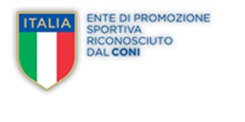 ITALIA
ENTE DI PROMOZIONE
SPORTIVA
RICONOSCIUTO
DAL CONI